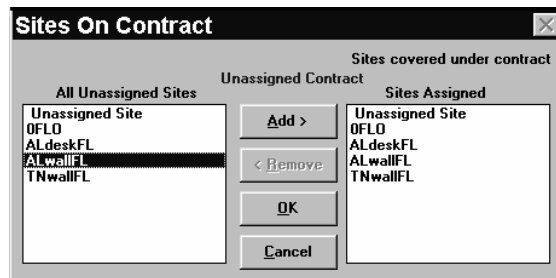 Sites On Contract
Sites covered under contract
Unassigned Contract
All Unassigned Sites
Sites Assigned
Unassigned Site
0FLO
ALdeskFL
ALwallFL
TNwallFL
Add >
< Remove
OK
Cancel
Unassigned Site
0FLO
ALdeskFL
ALwallFL
TNwallFL